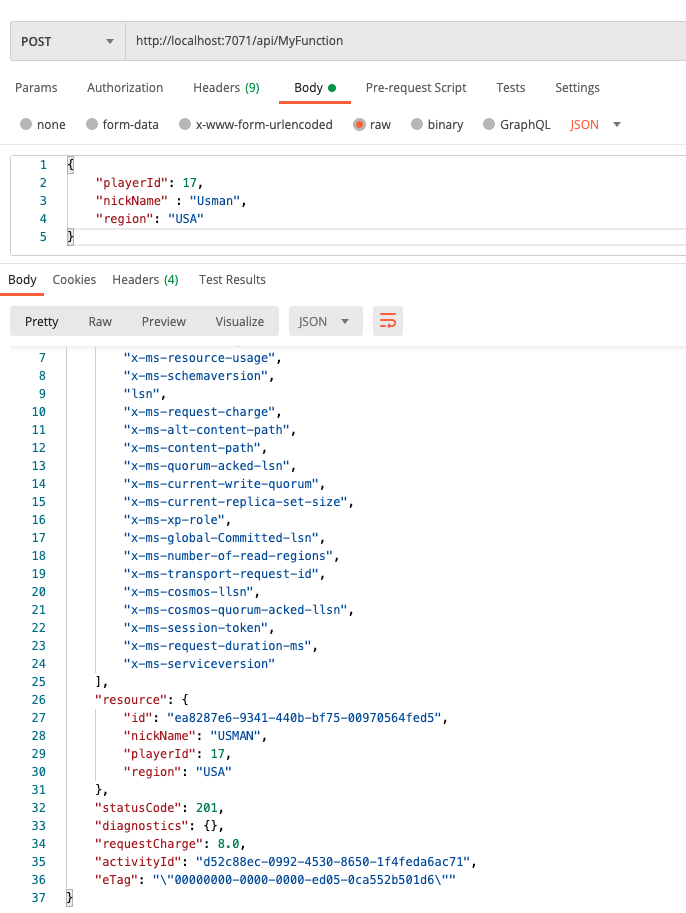 POST http://localhost:7071/api/MyFunction
Params Authorization Headers (9) Body Pre-request Script Tests Settings
none form-data x-www-form-urlencoded raw binary GraphQL JSON
1 {
2 "playerId": 17,
3 "nickName" : "Usman",
4 "region": "USA"
5 }
Body Cookies Headers (4) Test Results
Pretty Raw Preview Visualize JSON
7 "x-ms-resource-usage",
8 "x-ms-schemaversion",
9 "lsn",
10 "x-ms-request-charge",
11 "x-ms-alt-content-path",
12 "x-ms-content-path",
13 "x-ms-quorum-acked-lsn",
14 "x-ms-current-write-quorum",
15 "x-ms-current-replica-set-size",
16 "x-ms-xp-role",
17 "x-ms-global-Committed-lsn",
18 "x-ms-number-of-read-regions",
19 "x-ms-transport-request-id",
20 "x-ms-cosmos-llsn",
21 "x-ms-cosmos-quorum-acked-llsn",
22 "x-ms-session-token",
23 "x-ms-request-duration-ms",
24 "x-ms-serviceversion"
25 ],
26 "resource": {
27 "id": "ea8287e6-9341-440b-bf75-00970564fed5",
28 "nickName": "USMAN",
29 "playerId": 17,
30 "region": "USA"
31 },
32 "statusCode": 201,
33 "diagnostics": {},
34 "requestCharge": 8.0,
35 "activityId": "d52c88ec-0992-4530-8650-1f4feda6ac71",
36 "eTag": "\"00000000-0000-0000-ed05-0ca552b501d6\""
37 }